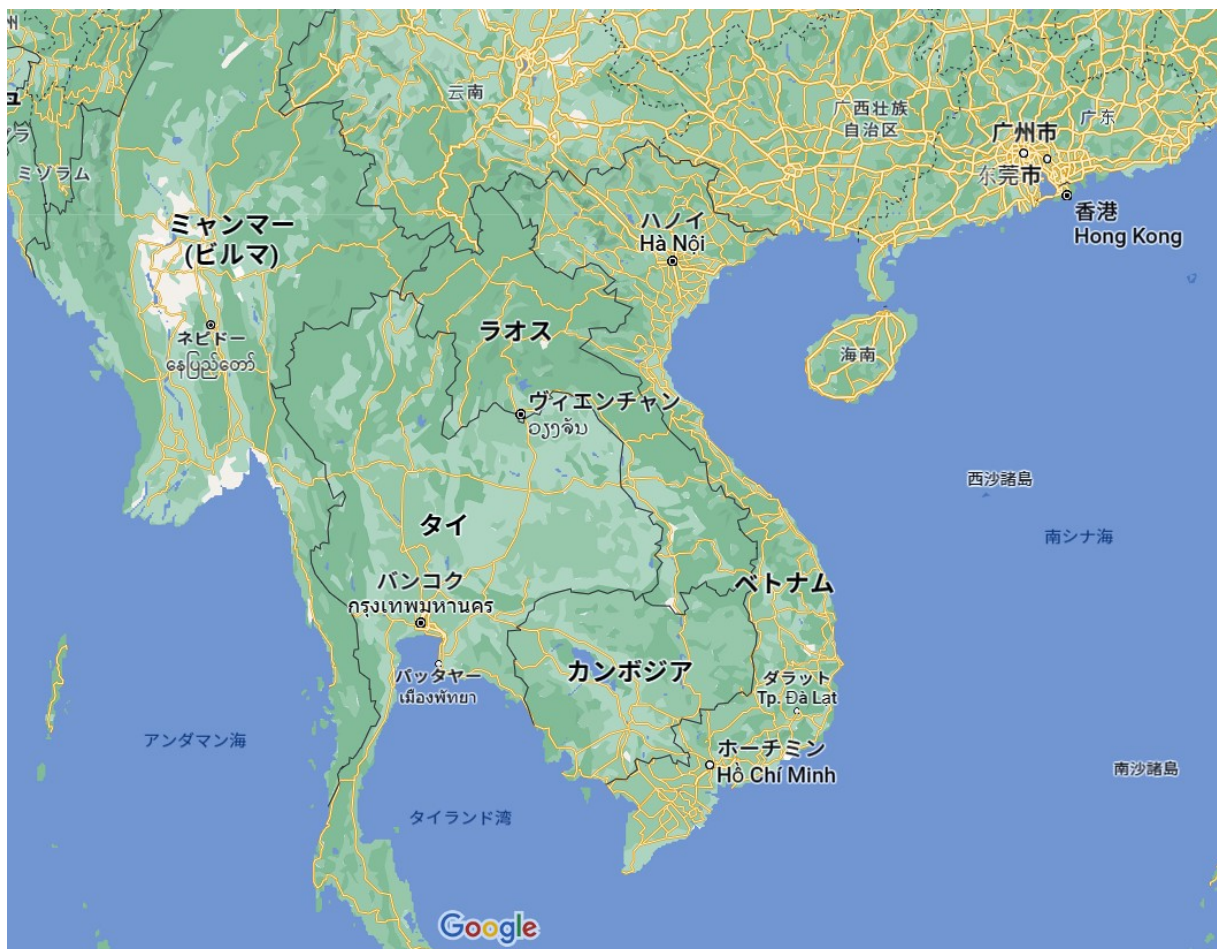 云南
广西壮族
自治区
广州市
广东
东莞市
香港
Hong Kong
ミゾラム
ミャンマー
(ビルマ)
ハノイ
Hà Nội
ネピドー
နေပြည်တော်
ラオス
海南
ヴィエンチャン
ວຽງຈັນ
西沙諸島
タイ
南シナ海
バンコク
กรุงเทพมหานคร
ベトナム
カンボジア
パッタヤー
เมืองพัทยา
ダラット
Tp. Đà Lạt
アンダマン海
ホーチミン
Hồ Chí Minh
南沙諸島
タイランド湾
Google